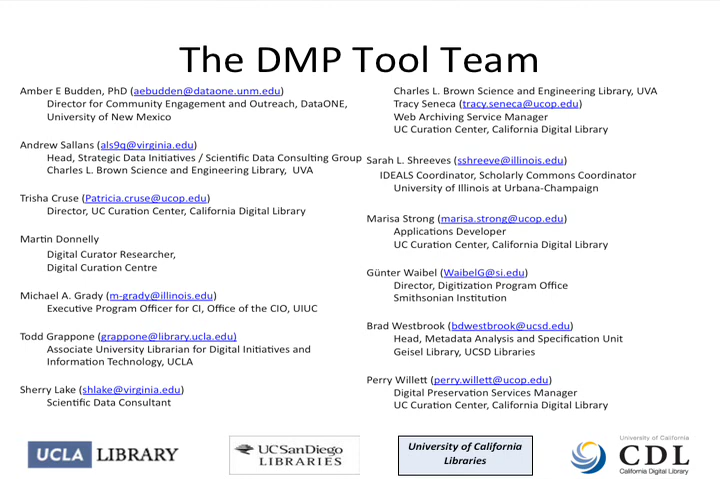 The DMP Tool Team
Amber E Budden, PhD (aebudden@dataone.unm.edu)
Director for Community Engagement and Outreach, DataONE,
University of New Mexico
Andrew Sallans (als9q@virginia.edu)
Head, Strategic Data Initiatives / Scientific Data Consulting Group
Charles L. Brown Science and Engineering Library, UVA
Trisha Cruse (Patricia.cruse@ucop.edu)
Director, UC Curation Center, California Digital Library
Martin Donnelly
Digital Curator Researcher,
Digital Curation Centre
Michael A. Grady (m-grady@illinois.edu)
Executive Program Officer for CI, Office of the CIO, UIUC
Todd Grappone (grappone@library.ucla.edu)
Associate University Librarian for Digital Initiatives and
Information Technology, UCLA
Sherry Lake (shlake@virginia.edu)
Scientific Data Consultant
Charles L. Brown Science and Engineering Library, UVA
Tracy Seneca (tracy.seneca@ucop.edu)
Web Archiving Service Manager
UC Curation Center, California Digital Library
Sarah L. Shreeves (sshreeve@illinois.edu)
IDEALS Coordinator, Scholarly Commons Coordinator
University of Illinois at Urbana-Champaign
Marisa Strong (marisa.strong@ucop.edu)
Applications Developer
UC Curation Center, California Digital Library
Günter Waibel (WaibelG@si.edu)
Director, Digitization Program Office
Smithsonian Institution
Brad Westbrook (bdwestbrook@ucsd.edu)
Head, Metadata Analysis and Specification Unit
Geisel Library, UCSD Libraries
Perry Willett (perry.willett@ucop.edu)
Digital Preservation Services Manager
UC Curation Center, California Digital Library
UCLA LIBRARY
UC San Diego
LIBRARIES
University of California
Libraries
University of California
CDL
California Digital Library